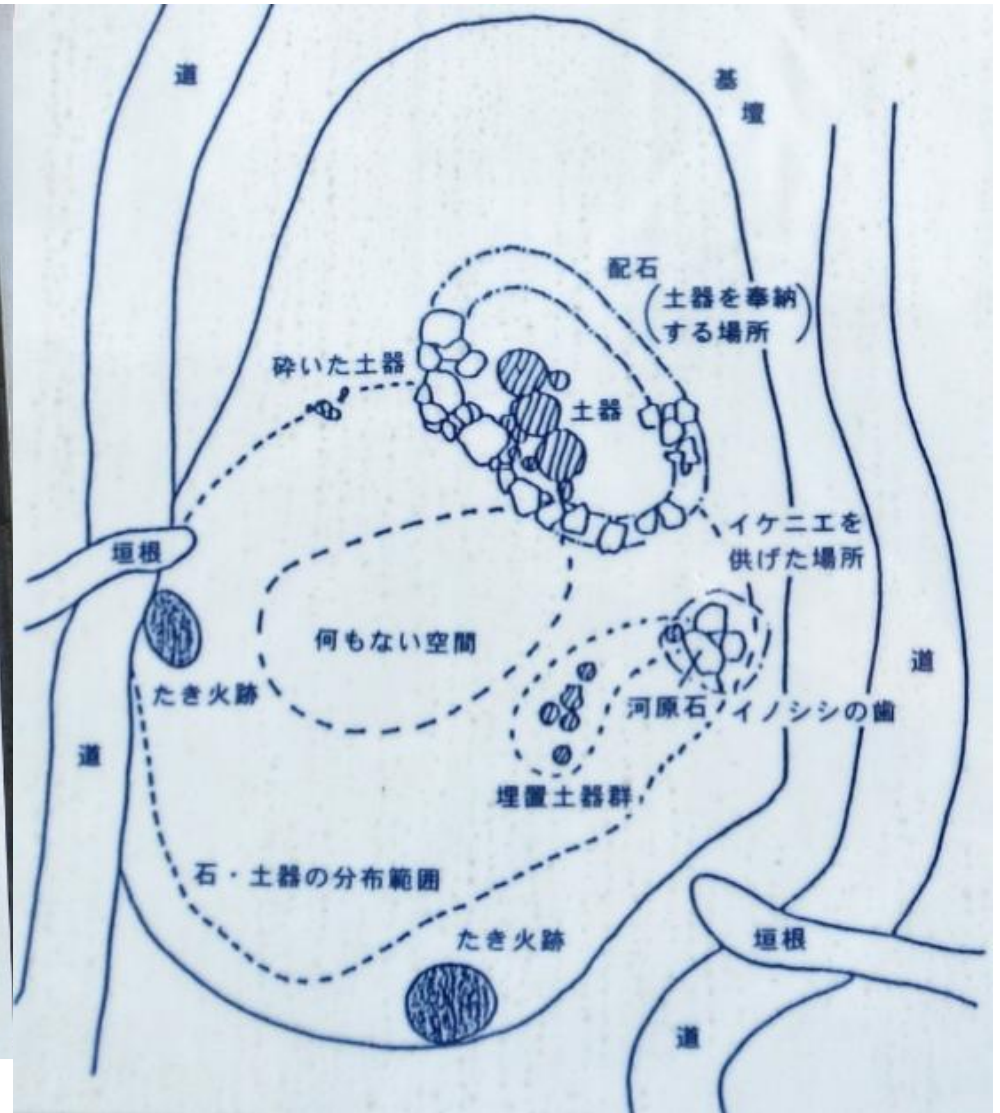 道
基
壇
配石
(土器を奉納
する場所)
砕いた土器
土器
イケニエを
供げた場所
垣根
何もない空間
道
たき火跡
河原石
イノシシの歯
道
埋置土器群
石・土器の分布範囲
たき火跡
垣根
道